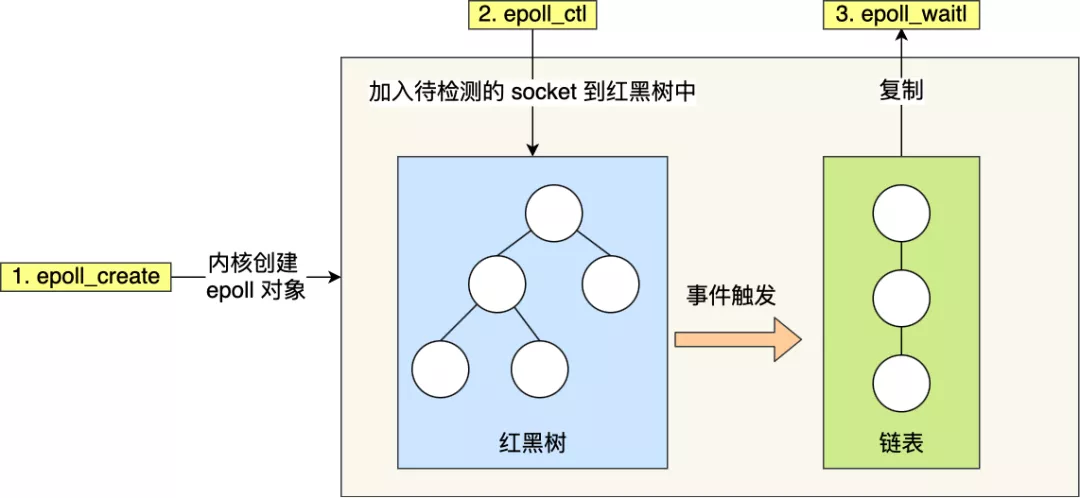 2. epoll_ctl
3. epoll_waitl
加入待检测的 socket 到红黑树中
复制
1. epoll_create
内核创建
epoll 对象
事件触发
红黑树
链表